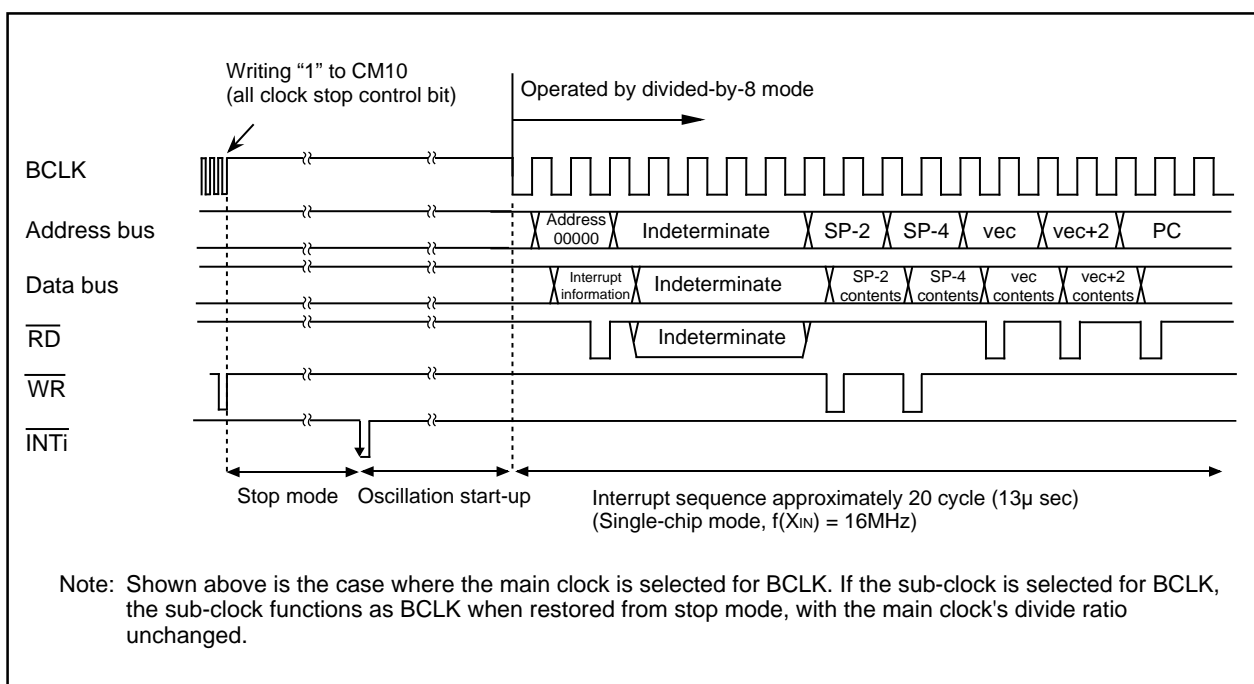 Writing “1” to CM10
(all clock stop control bit)
Operated by divided-by-8 mode
BCLK
Address bus
Address
00000
Indeterminate
SP-2
SP-4
vec
vec+2
PC
Data bus
Interrupt
information
Indeterminate
SP-2
contents
SP-4
contents
vec
contents
vec+2
contents
RD
Indeterminate
WR
INTi
Stop mode
Oscillation start-up
Interrupt sequence approximately 20 cycle (13µ sec)
(Single-chip mode, f(XIN) = 16MHz)
Note: Shown above is the case where the main clock is selected for BCLK. If the sub-clock is selected for BCLK,
the sub-clock functions as BCLK when restored from stop mode, with the main clock's divide ratio
unchanged.